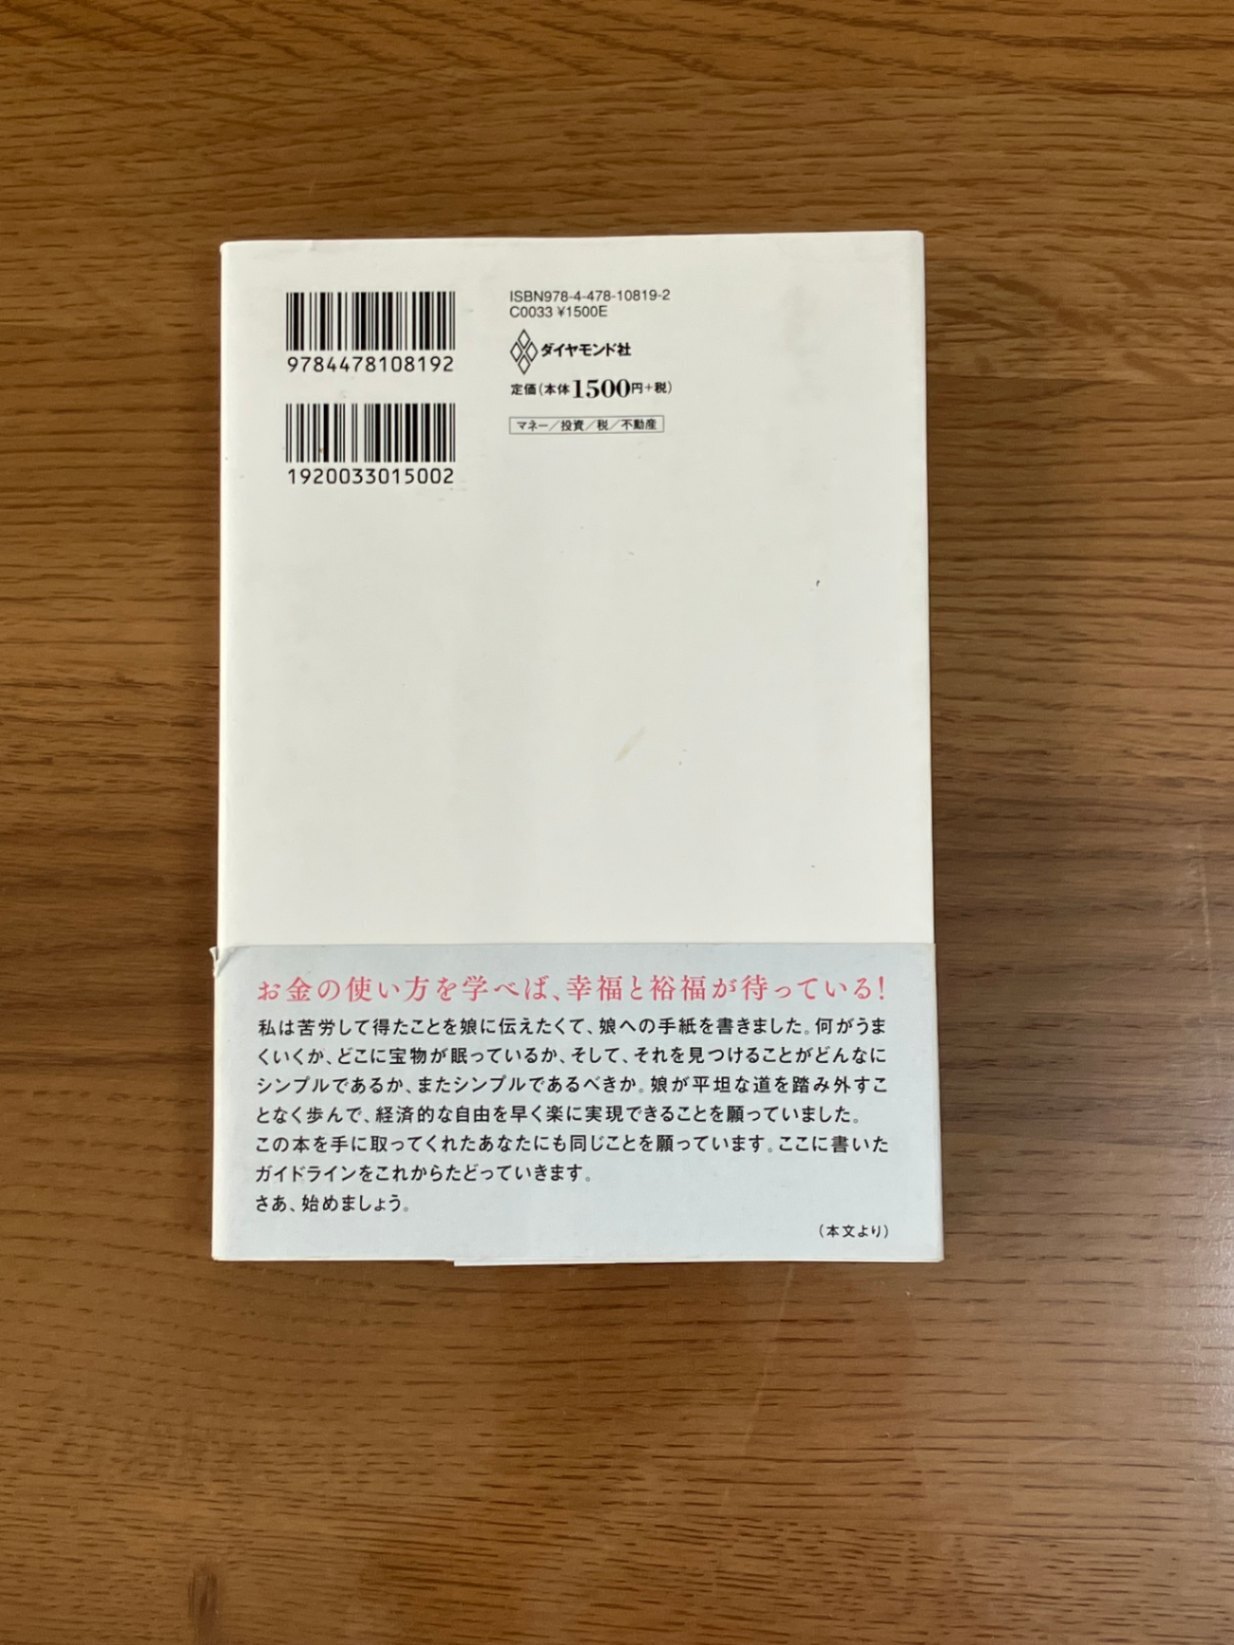 9784478108192
1920033015002
ISBN978-4-478-10819-2
C0033 ¥1500E
ダイヤモンド社
定価(本体1500円+税)
マネー/投資/税/不動産
お金の使い方を学べば、幸福と裕福が待っている!
私は苦労して得たことを娘に伝えたくて、娘への手紙を書きました。何がうま
くいくか、どこに宝物が眠っているか、そして、それを見つけることがどんなに
シンプルであるか、またシンプルであるべきか。娘が平坦な道を踏み外すこ
となく歩んで、経済的な自由を早く楽に実現できることを願っていました。
この本を手に取ってくれたあなたにも同じことを願っています。ここに書いた
ガイドラインをこれからたどっていきます。
さあ、始めましょう。
(本文より)